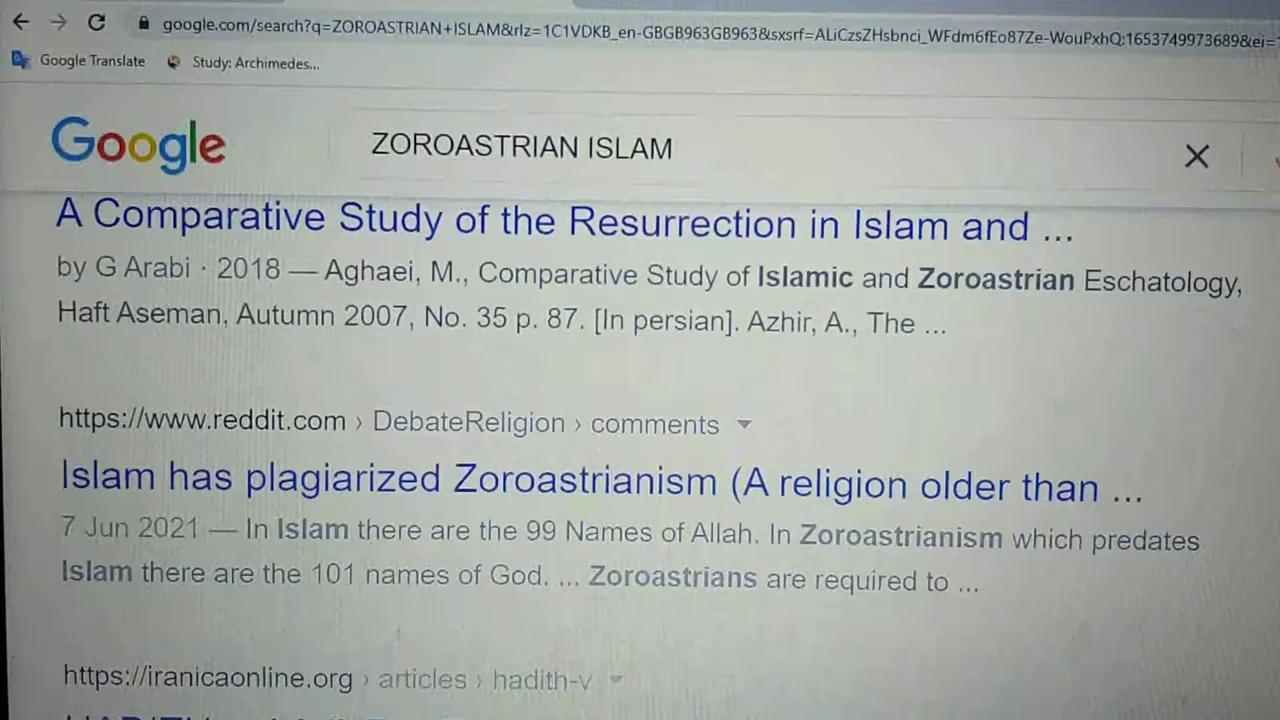 google.com/search?q=ZOROASTRIAN+ISLAM&rlz=1C1VDKB_en-GBGB963GB963&sxsrf=ALiCzsZHsbnci_WFdm6fEo87Ze-WouPxhQ:1653749973689&ei=
Google Translate Study: Archimedes...
Google ZOROASTRIAN ISLAM
A Comparative Study of the Resurrection in Islam and ...
by G Arabi · 2018 — Aghaei, M., Comparative Study of Islamic and Zoroastrian Eschatology,
Haft Aseman, Autumn 2007, No. 35 p. 87. [In persian]. Azhir, A., The ...
https://www.reddit.com › DebateReligion › comments
Islam has plagiarized Zoroastrianism (A religion older than ...
7 Jun 2021 — In Islam there are the 99 Names of Allah. In Zoroastrianism which predates
Islam there are the 101 names of God. ... Zoroastrians are required to ...
https://iranicaonline.org › articles › hadith-v